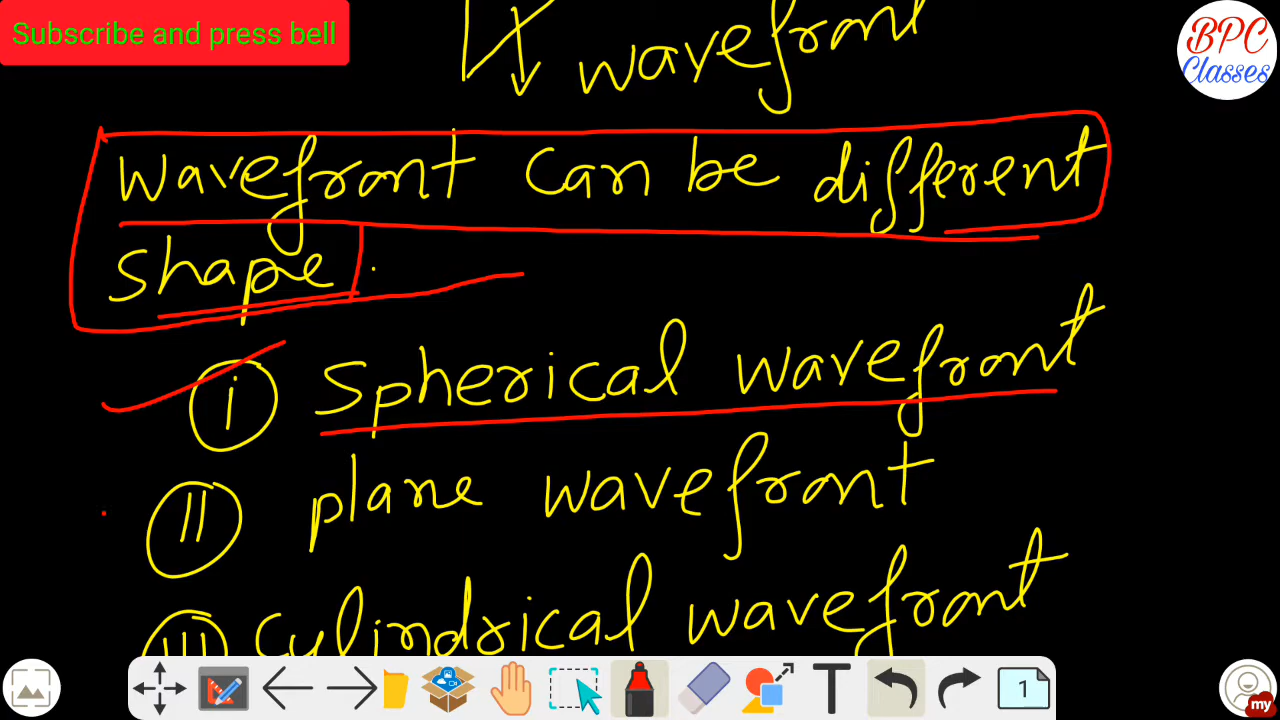 Subscribe and press bell
BPC
Classes
wavefront
wavefront can be different
shape.
i Spherical wavefront
II plane wavefront
III cylindrical wavefront
1
my